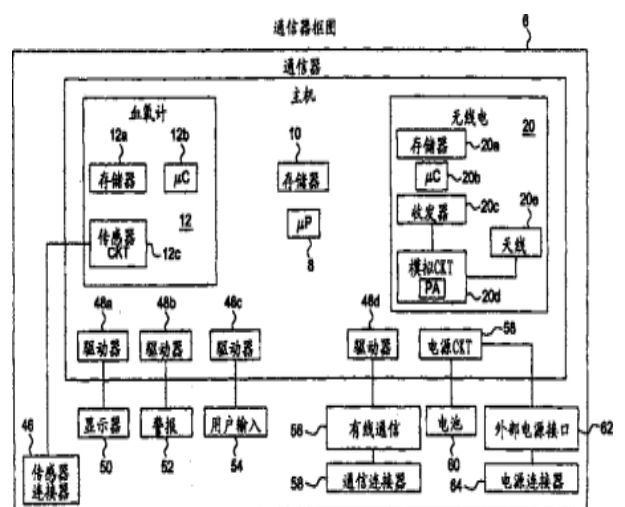 通信器框图
6
通信器
主机
血氧计
12a
12b
存储器
μC
传感器
CKT
12
12c
10
存储器
μP
8
无线电
20
存储器
20a
μC
20b
20e
收发器
20c
天线
模拟CKT
PA
20d
48a
48b
48c
48d
58
驱动器
驱动器
驱动器
驱动器
电源CKT
46
显示器
警报
用户输入
56
有线通信
电池
外部电源接口
62
50
52
54
60
传感器
连接器
58
通信连接器
64
电源连接器